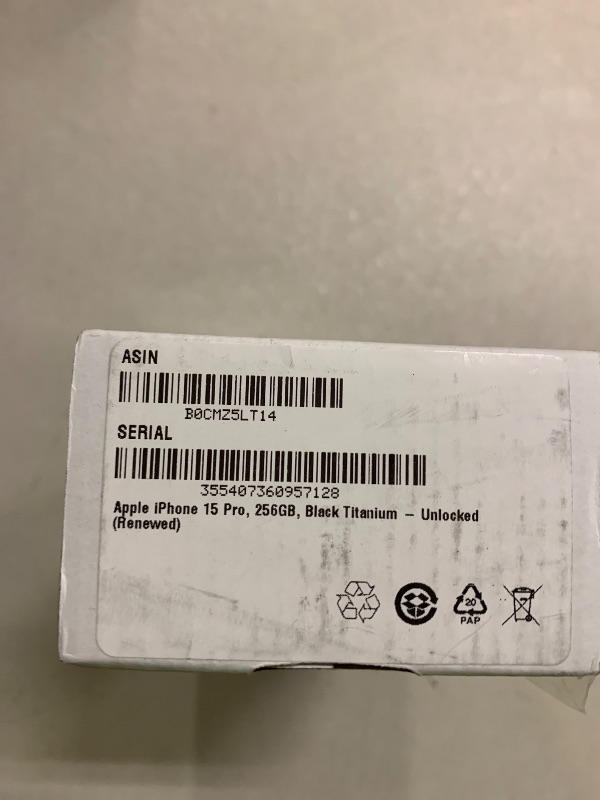 ASIN
B0CMZ5LT14
SERIAL
355407360957128
Apple iPhone 15 Pro, 256GB, Black Titanium – Unlocked
(Renewed)
20
PAP